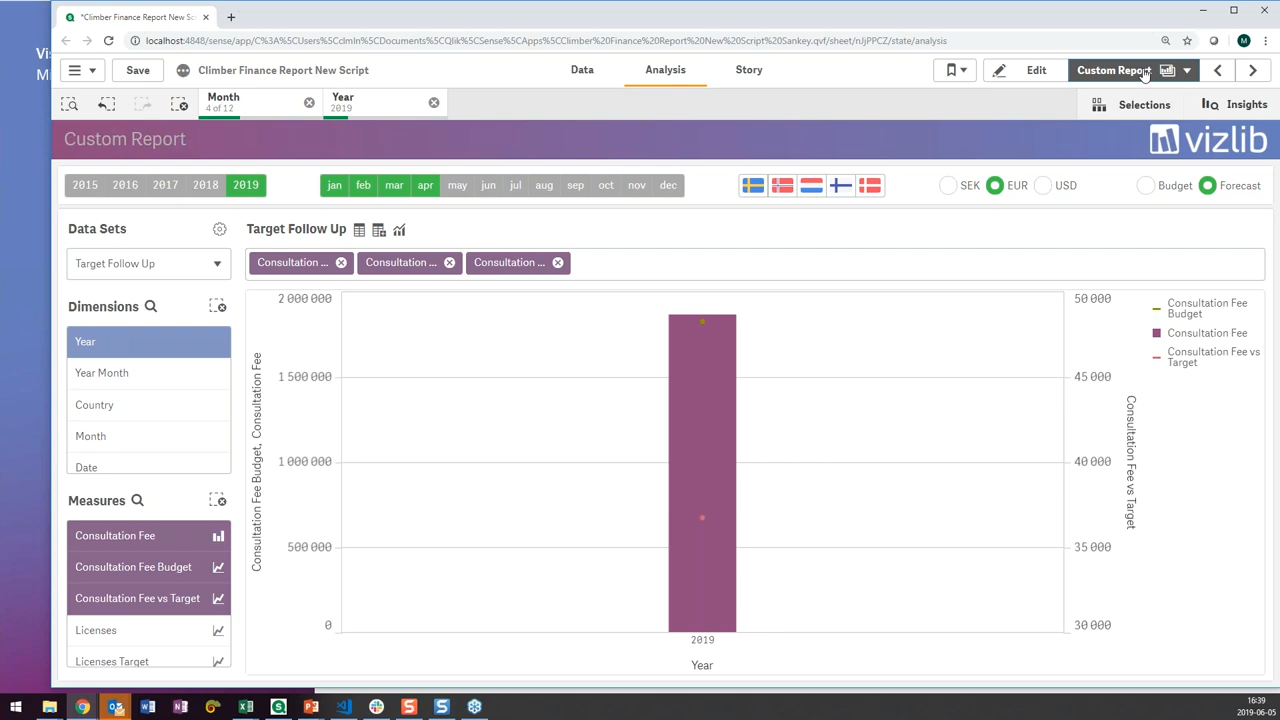 Vis
Mi
*Climber Finance Report New Sc
localhost:4848/sense/app/C%3A%5CUsers%5Cclmln%5CDocuments%5CQlik%5CSense%5CApps%5CClimber%20Finance%20Report%20New%20Script%20Sankey.qvf/sheet/nJjPPCZ/state/analysis
M
Save
Climber Finance Report New Script
Data
Analysis
Story
Edit
Custom Report
Month
4 of 12
Year
2019
Selections
Insights
Custom Report
vizlib
2015
2016
2017
2018
2019
jan
feb
mar
apr
may
jun
jul
aug
sep
oct
nov
dec
SEK
EUR
USD
Budget
Forecast
Data Sets
Target Follow Up
Target Follow Up
Consultation ...
Consultation ...
Consultation ...
Dimensions
Year
Year Month
Country
Month
Date
Measures
Consultation Fee
Consultation Fee Budget
Consultation Fee vs Target
Licenses
Licenses Target
Consultation Fee Budget, Consultation Fee
2 000 000
1 500 000
1 000 000
500 000
0
2019
Year
50 000
45 000
40 000
35 000
30 000
Consultation Fee vs Target
Consultation Fee
Budget
Consultation Fee
Consultation Fee vs
Target
16:39
2019-06-05